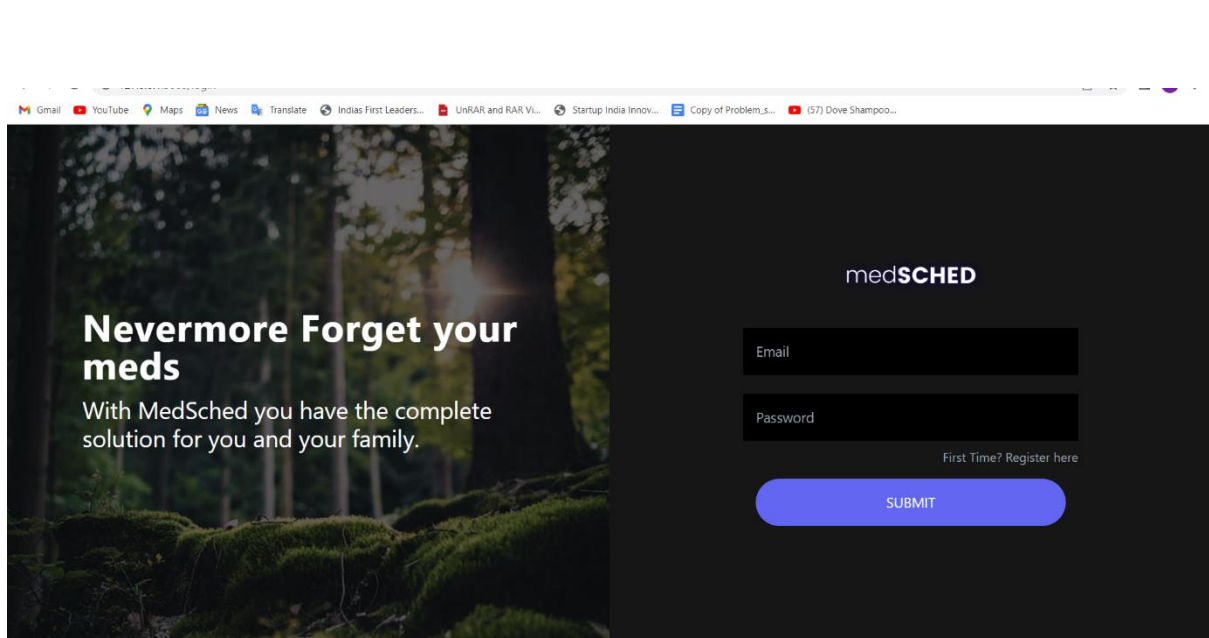 Gmail YouTube Maps News Translate Indias First Leaders... UnRAR and RAR Vi... Startup India Innov... Copy of Problem_s... (57) Dove Shampoo...
medSCHED
Nevermore Forget your
meds
With MedSched you have the complete
solution for you and your family.
Email
Password
First Time? Register here
SUBMIT